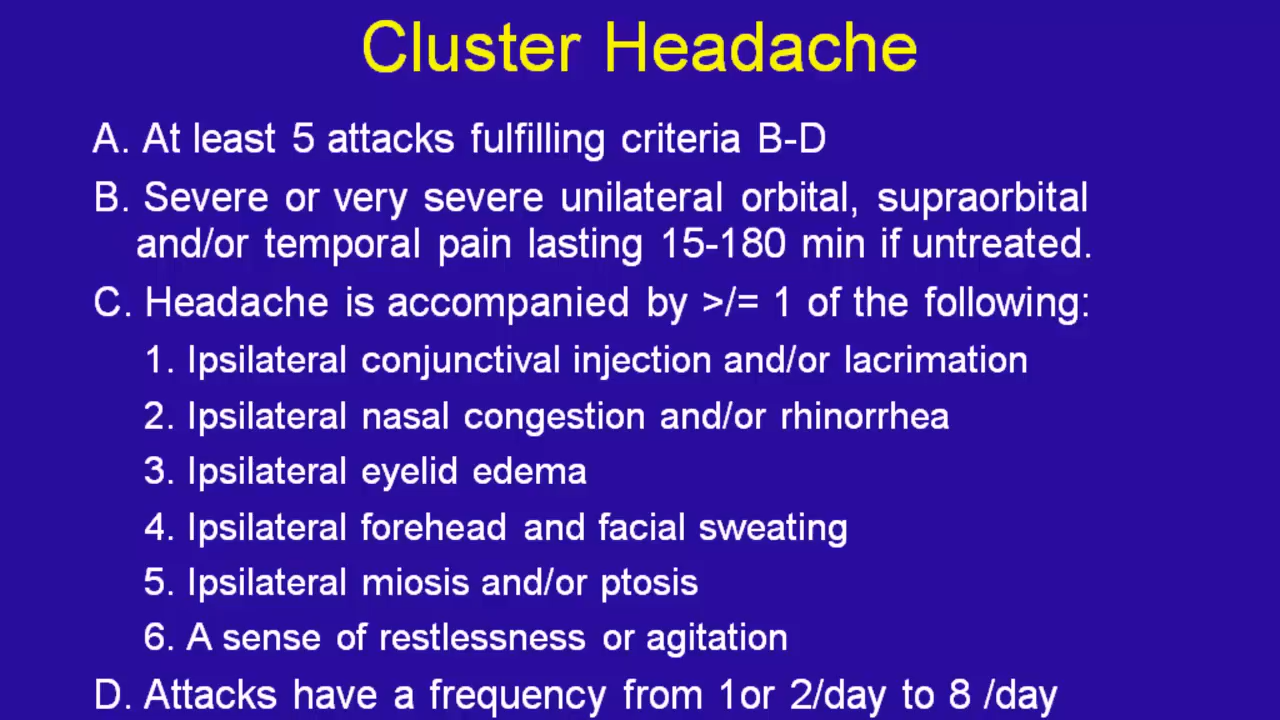 Cluster Headache
A. At least 5 attacks fulfilling criteria B-D
B. Severe or very severe unilateral orbital, supraorbital
and/or temporal pain lasting 15-180 min if untreated.
C. Headache is accompanied by >/= 1 of the following:
1. Ipsilateral conjunctival injection and/or lacrimation
2. Ipsilateral nasal congestion and/or rhinorrhea
3. Ipsilateral eyelid edema
4. Ipsilateral forehead and facial sweating
5. Ipsilateral miosis and/or ptosis
6. A sense of restlessness or agitation
D. Attacks have a frequency from 1or 2/day to 8 /day